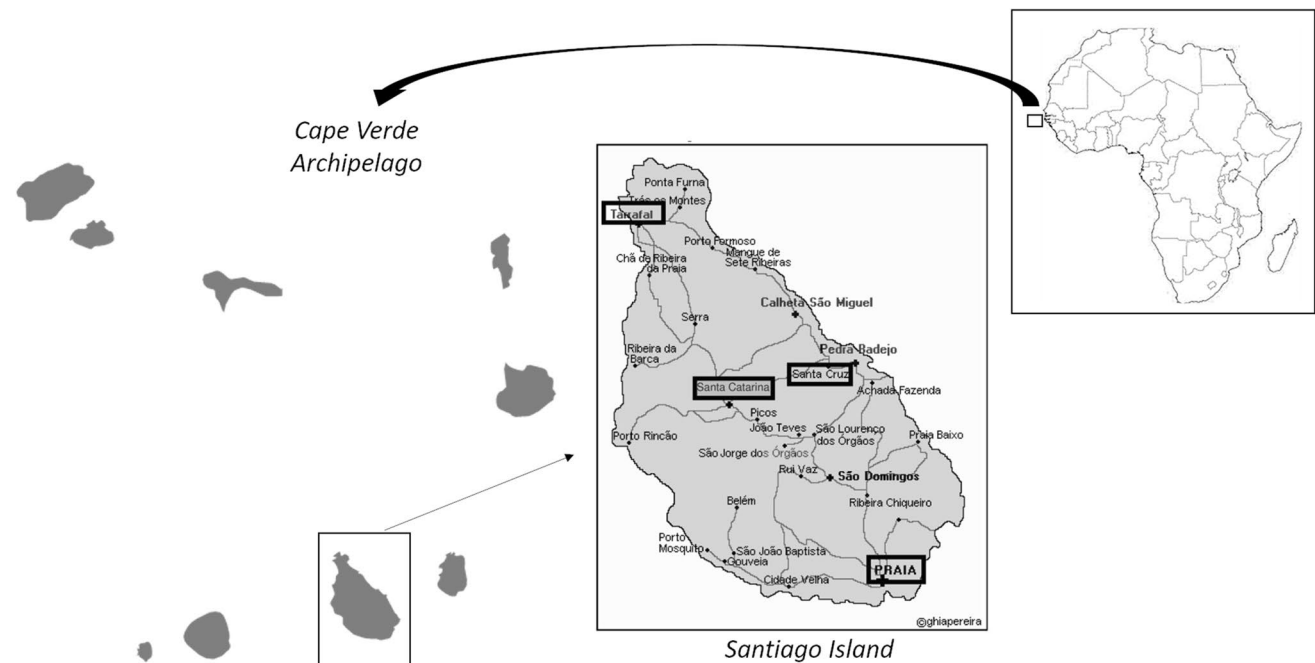 Cape Verde
Archipelago
Ponta Furna
Trás os Montes
Tarrafal
Porto Formoso
Mangue de
Sete Ribeiras
Chã de Ribeira
da Praia
Calheta São Miguel
Serra
Ribeira da
Barca
Pedra Badejo
Santa Cruz
Santa Catarina
Achada Fazenda
Picos
João Teves
São Lourenço
dos Órgãos
Praia Baixo
Porto Rincão
São Jorge dos Órgãos
Rui Vaz
São Domingos
Ribeira Chiqueiro
Belém
Porto
Mosquito
São João Baptista
Gouveia
Cidade Velha
PRAIA
©ghiapereira
Santiago Island